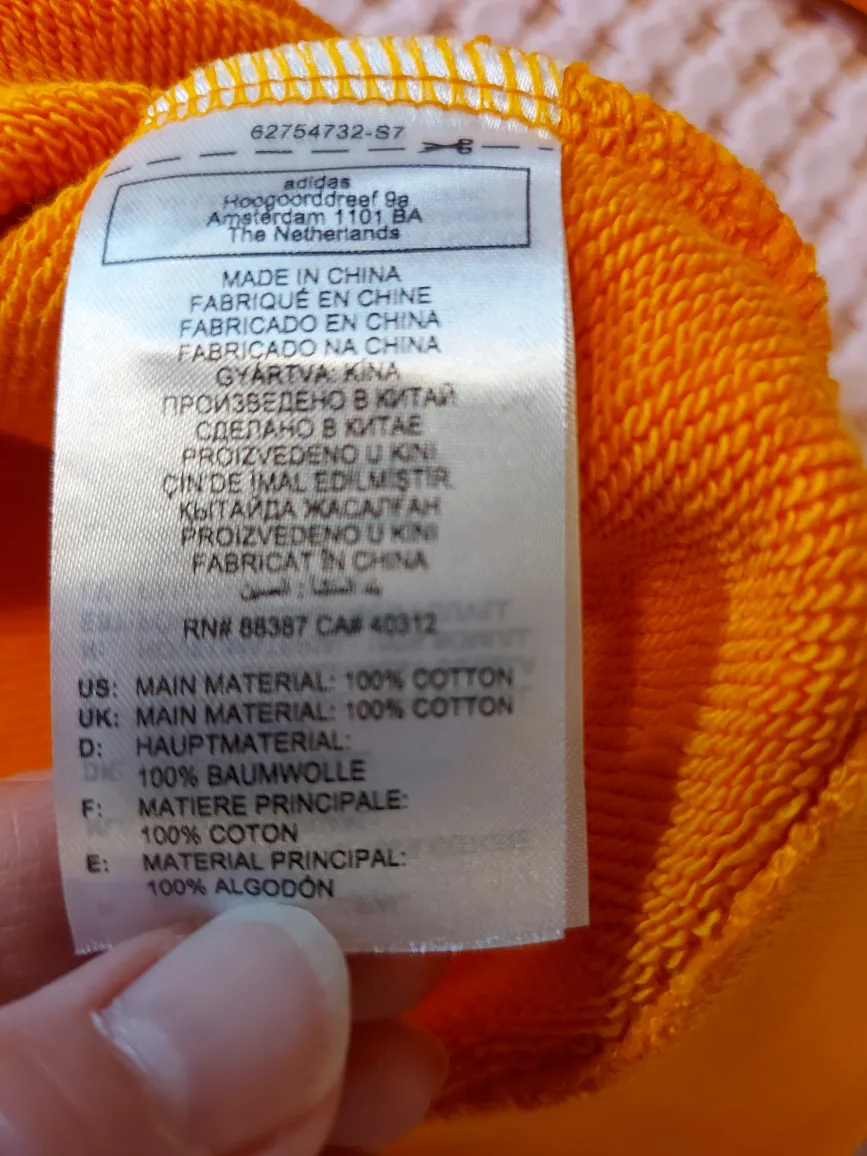 62754732-S7
adidas
Hoogoorddreef 9a
Amsterdam 1101 BA
The Netherlands
MADE IN CHINA
FABRIQUÉ EN CHINE
FABRICADO EN CHINA
FABRICADO NA CHINA
GYÁRTVA: KÍNA
ПРОИЗВЕДЕНО В КИТАЙ
СДЕЛАНО В КИТАЕ
PROIZVEDENO U KINI
ÇİN'DE İMAL EDİLMİŞTİR.
ҚЫТАЙДА ЖАСАЛҒАН
PROIZVEDENO U KINI
FABRICAT ÎN CHINA
بلد المنشأ : الصين
RN# 88387 CA# 40312
US: MAIN MATERIAL: 100% COTTON
UK: MAIN MATERIAL: 100% COTTON
D: HAUPTMATERIAL:
100% BAUMWOLLE
F: MATIERE PRINCIPALE:
100% COTON
E: MATERIAL PRINCIPAL:
100% ALGODÓN